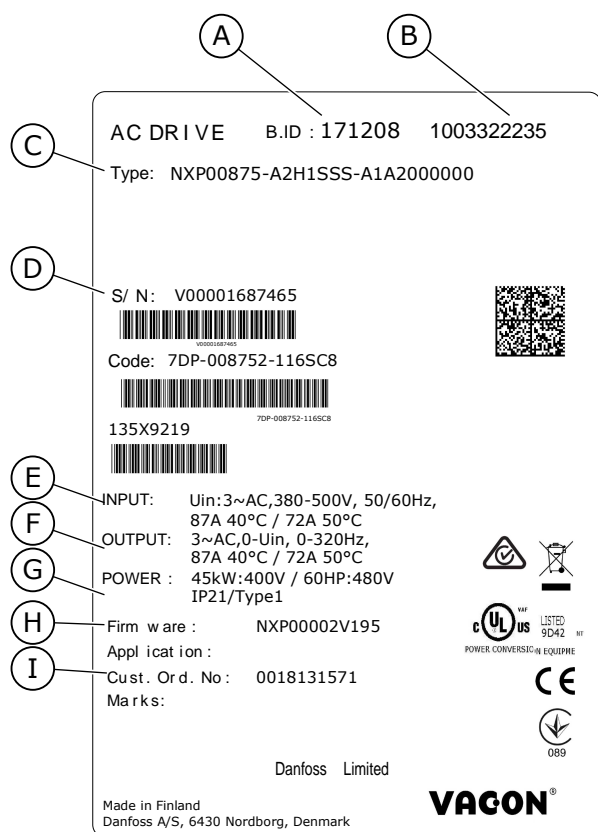 A
B
AC DRIVE B.ID : 171208 1003322235
C
Type: NXP00875-A2H1SSS-A1A2000000
D
S/ N: V00001687465
V00001687465
Code: 7DP-008752-116SC8
7DP-008752-116SC8
135X9219
E
INPUT: Uin:3~AC,380-500V, 50/60Hz,
87A 40°C / 72A 50°C
F
OUTPUT: 3~AC,0-Uin, 0-320Hz,
87A 40°C / 72A 50°C
G
POWER : 45kW:400V / 60HP:480V
IP21/Type1
H
Firm ware : NXP00002V195
Appl ication :
I
Cust. Ord. No : 0018131571
Marks:
VAF
c UL us LISTED
9D42 NT
POWER CONVERSIC N EQUIPME
CE
089
Danfoss Limited
Made in Finland
Danfoss A/S, 6430 Nordborg, Denmark
VACON®